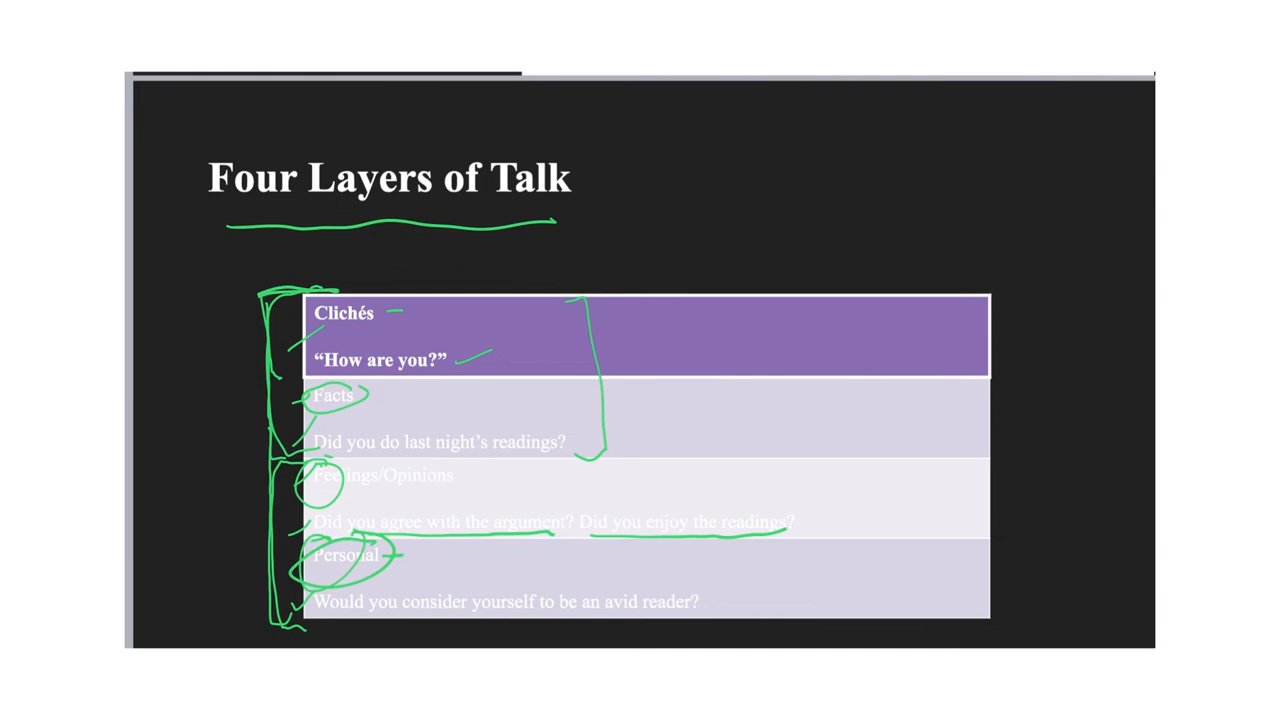 Four Layers of Talk
Clichés
“How are you?”
Facts
Did you do last night’s readings?
Feelings/Opinions
Did you agree with the argument? Did you enjoy the readings?
Personal
Would you consider yourself to be an avid reader?